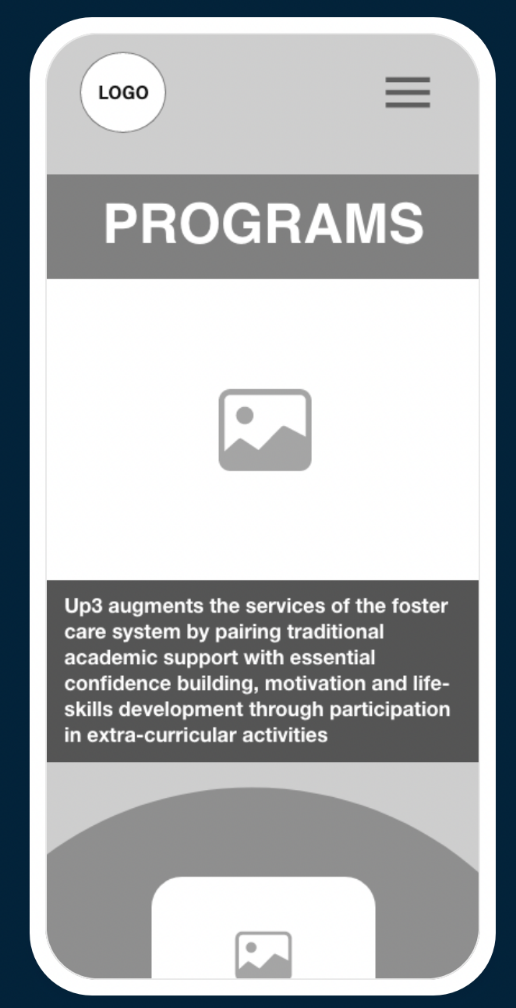 LOGO
PROGRAMS
Up3 augments the services of the foster
care system by pairing traditional
academic support with essential
confidence building, motivation and life-
skills development through participation
in extra-curricular activities